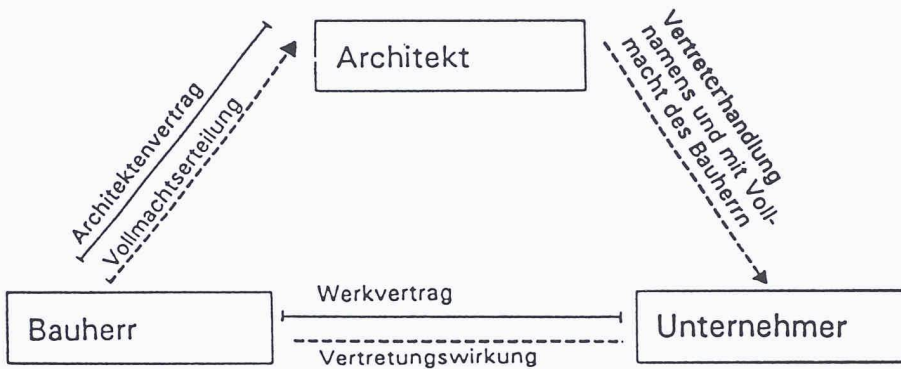 Architekt
Architektenvertrag
Vollmachtserteilung
Vertreterhandlung
namens und mit Voll-
macht des Bauherrn
Bauherr
Werkvertrag
Vertretungswirkung
Unternehmer